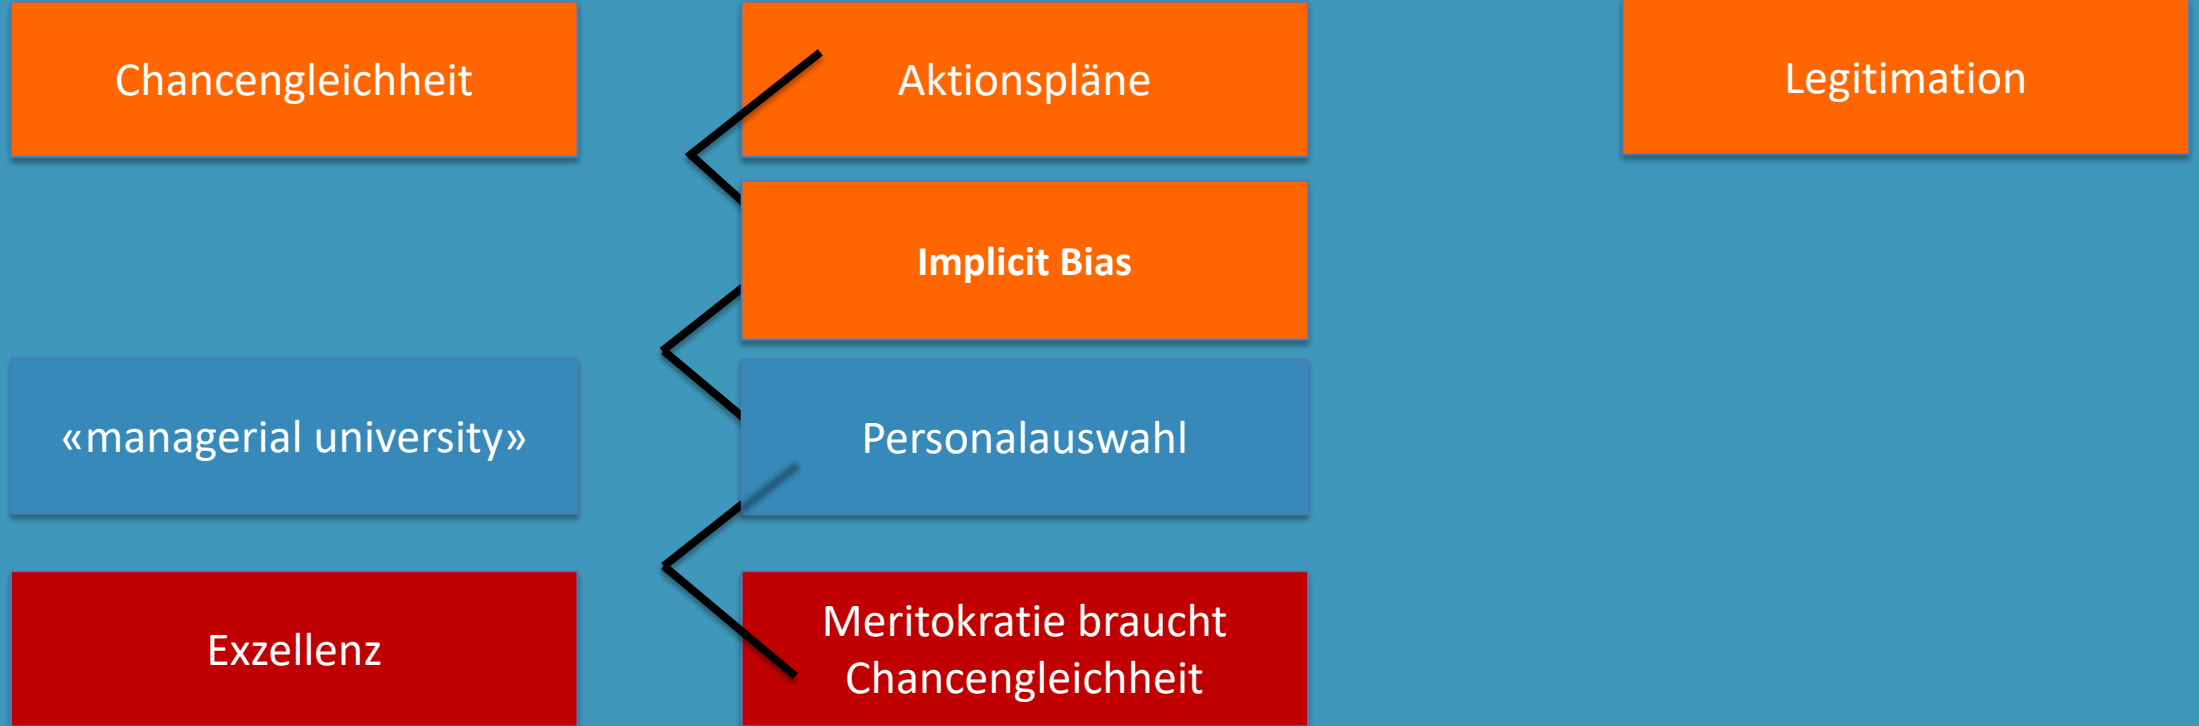 Chancengleichheit
Aktionspläne
Legitimation
Implicit Bias
«managerial university»
Personalauswahl
Exzellenz
Meritokratie braucht
Chancengleichheit